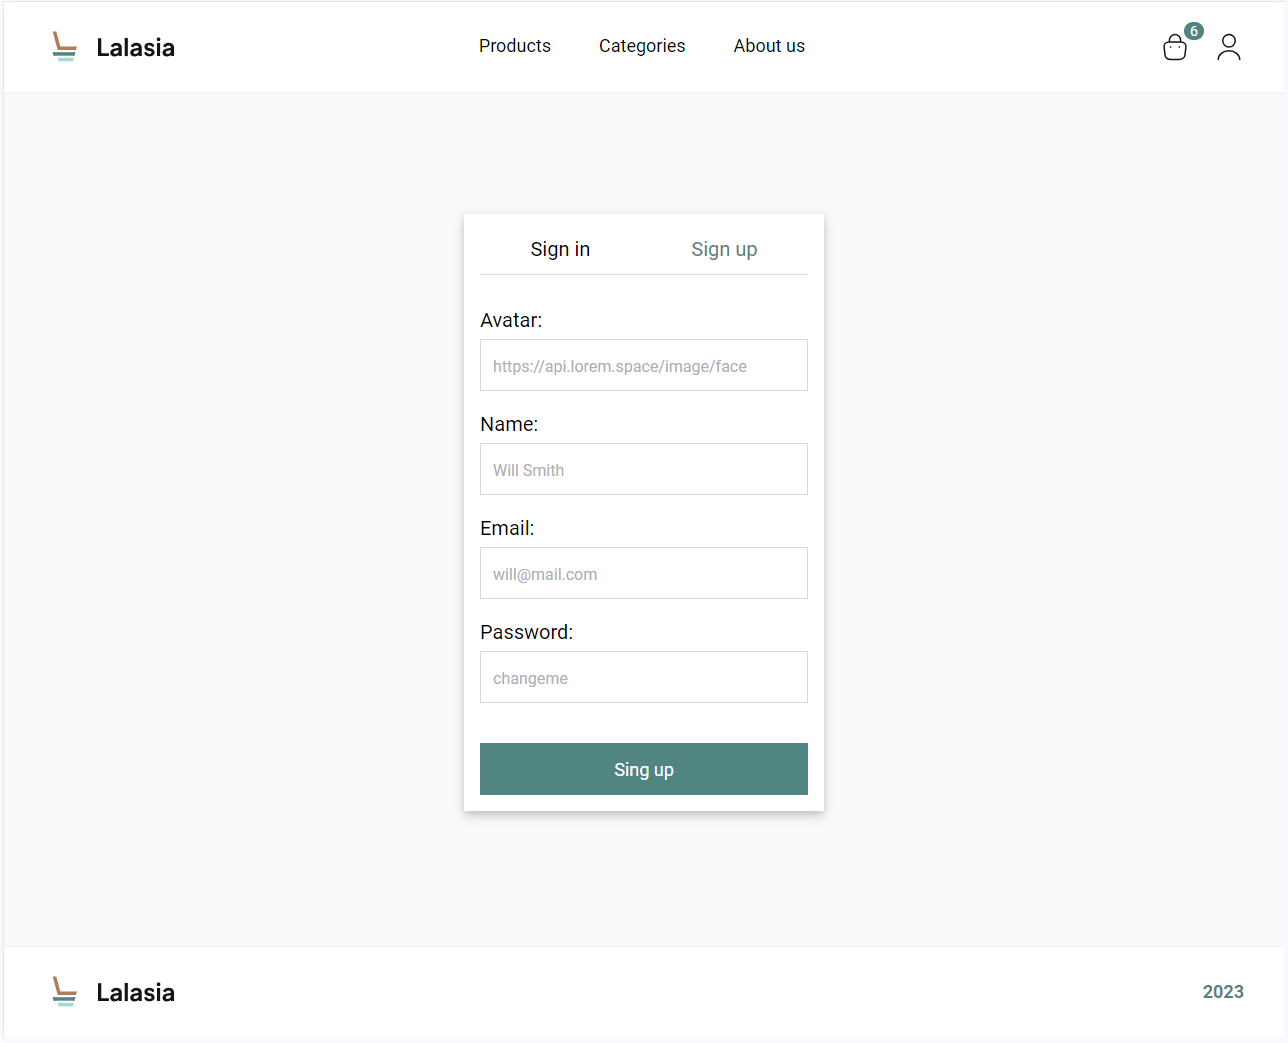 Lalasia
Products Categories About us
6
Sign in Sign up
Avatar:
https://api.lorem.space/image/face
Name:
Will Smith
Email:
will@mail.com
Password:
changeme
Sing up
Lalasia
2023